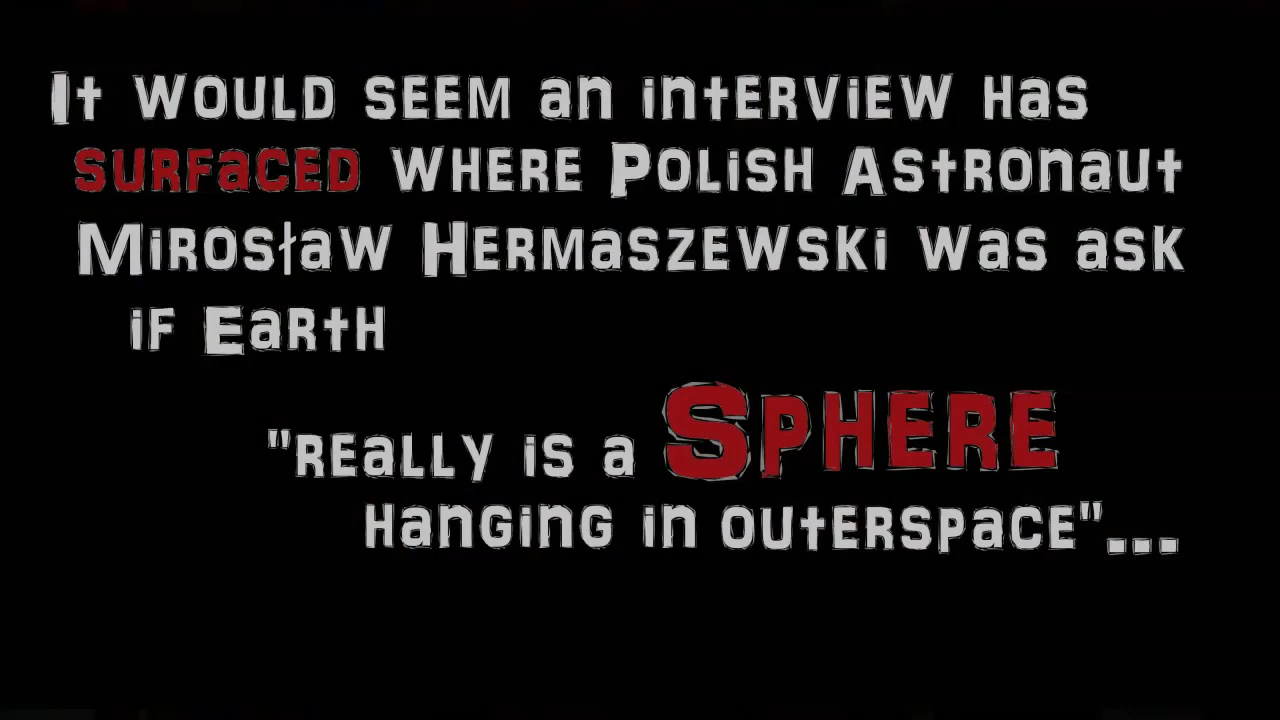 It would seem an interview has
surfaced where Polish Astronaut
Mirosław Hermaszewski was ask
if Earth
"really is a Sphere
hanging in outerspace"...